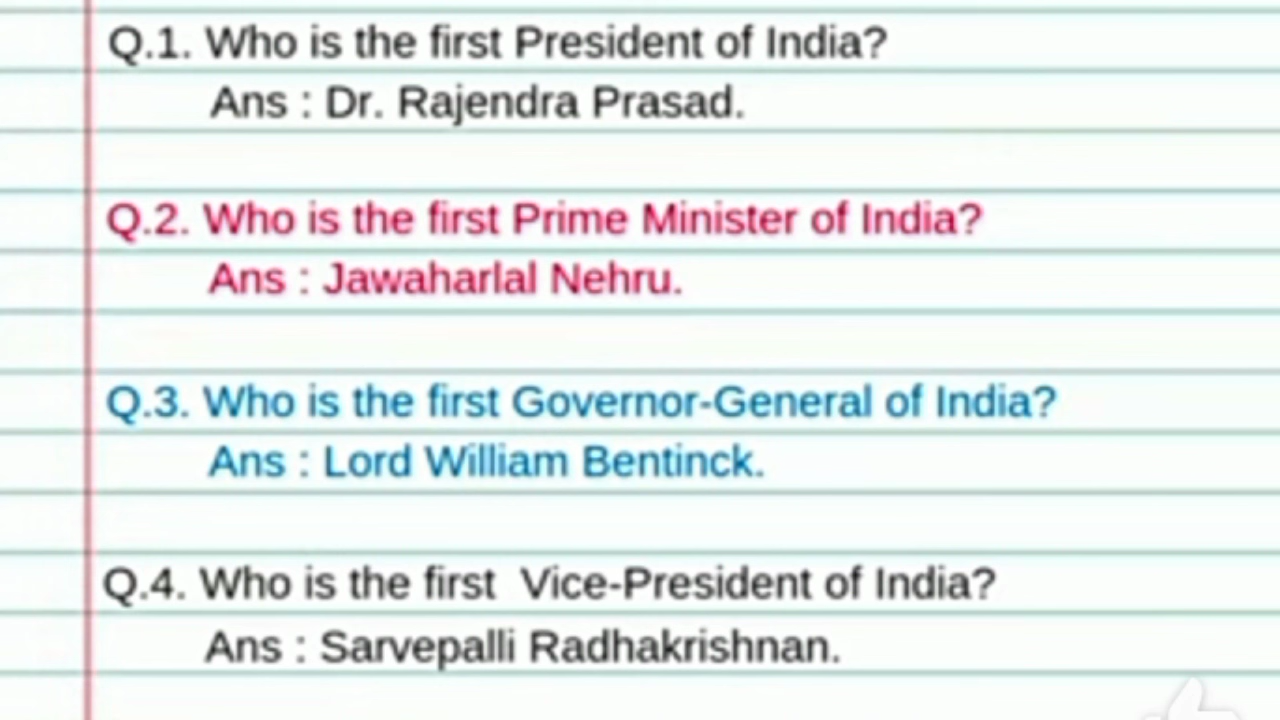 Q.1. Who is the first President of India?
Ans : Dr. Rajendra Prasad.
Q.2. Who is the first Prime Minister of India?
Ans : Jawaharlal Nehru.
Q.3. Who is the first Governor-General of India?
Ans : Lord William Bentinck.
Q.4. Who is the first Vice-President of India?
Ans : Sarvepalli Radhakrishnan.